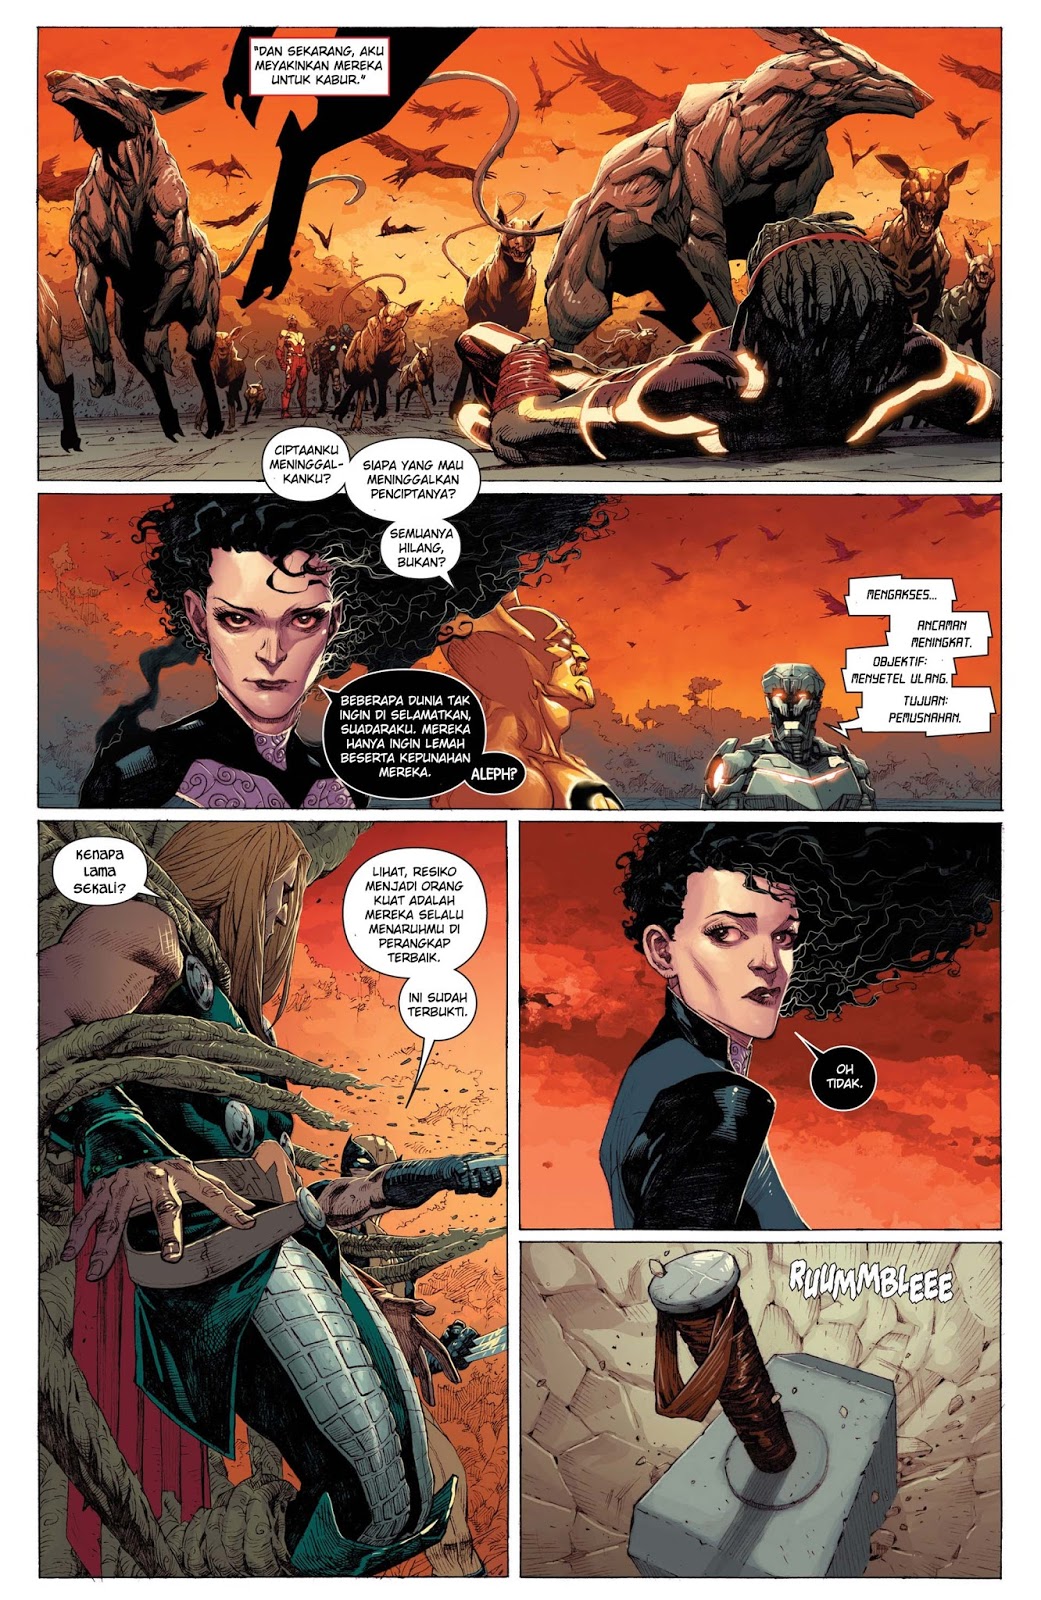 "DAN SEKARANG, AKU
MEYAKINKAN MEREKA
UNTUK KABUR."
CIPTAANKU
MENINGGAL-
KANKU?
SIAPA YANG MAU
MENINGGALKAN
PENCIPTANYA?
SEMUANYA
HILANG,
BUKAN?
BEBERAPA DUNIA TAK
INGIN DI SELAMATKAN,
SUADARAKU. MEREKA
HANYA INGIN LEMAH
BESERTA KEPUNAHAN
MEREKA.
ALEPH?
MENGAKSES...
ANCAMAN
MENINGKAT.
OBJEKTIF:
MENYETEL ULANG.
TUJUAN:
PEMUSNAHAN.
KENAPA
LAMA
SEKALI?
LIHAT, RESIKO
MENJADI ORANG
KUAT ADALAH
MEREKA SELALU
MENARUHMU DI
PERANGKAP
TERBAIK.
INI SUDAH
TERBUKTI.
OH
TIDAK.
RUUMMBLEEE